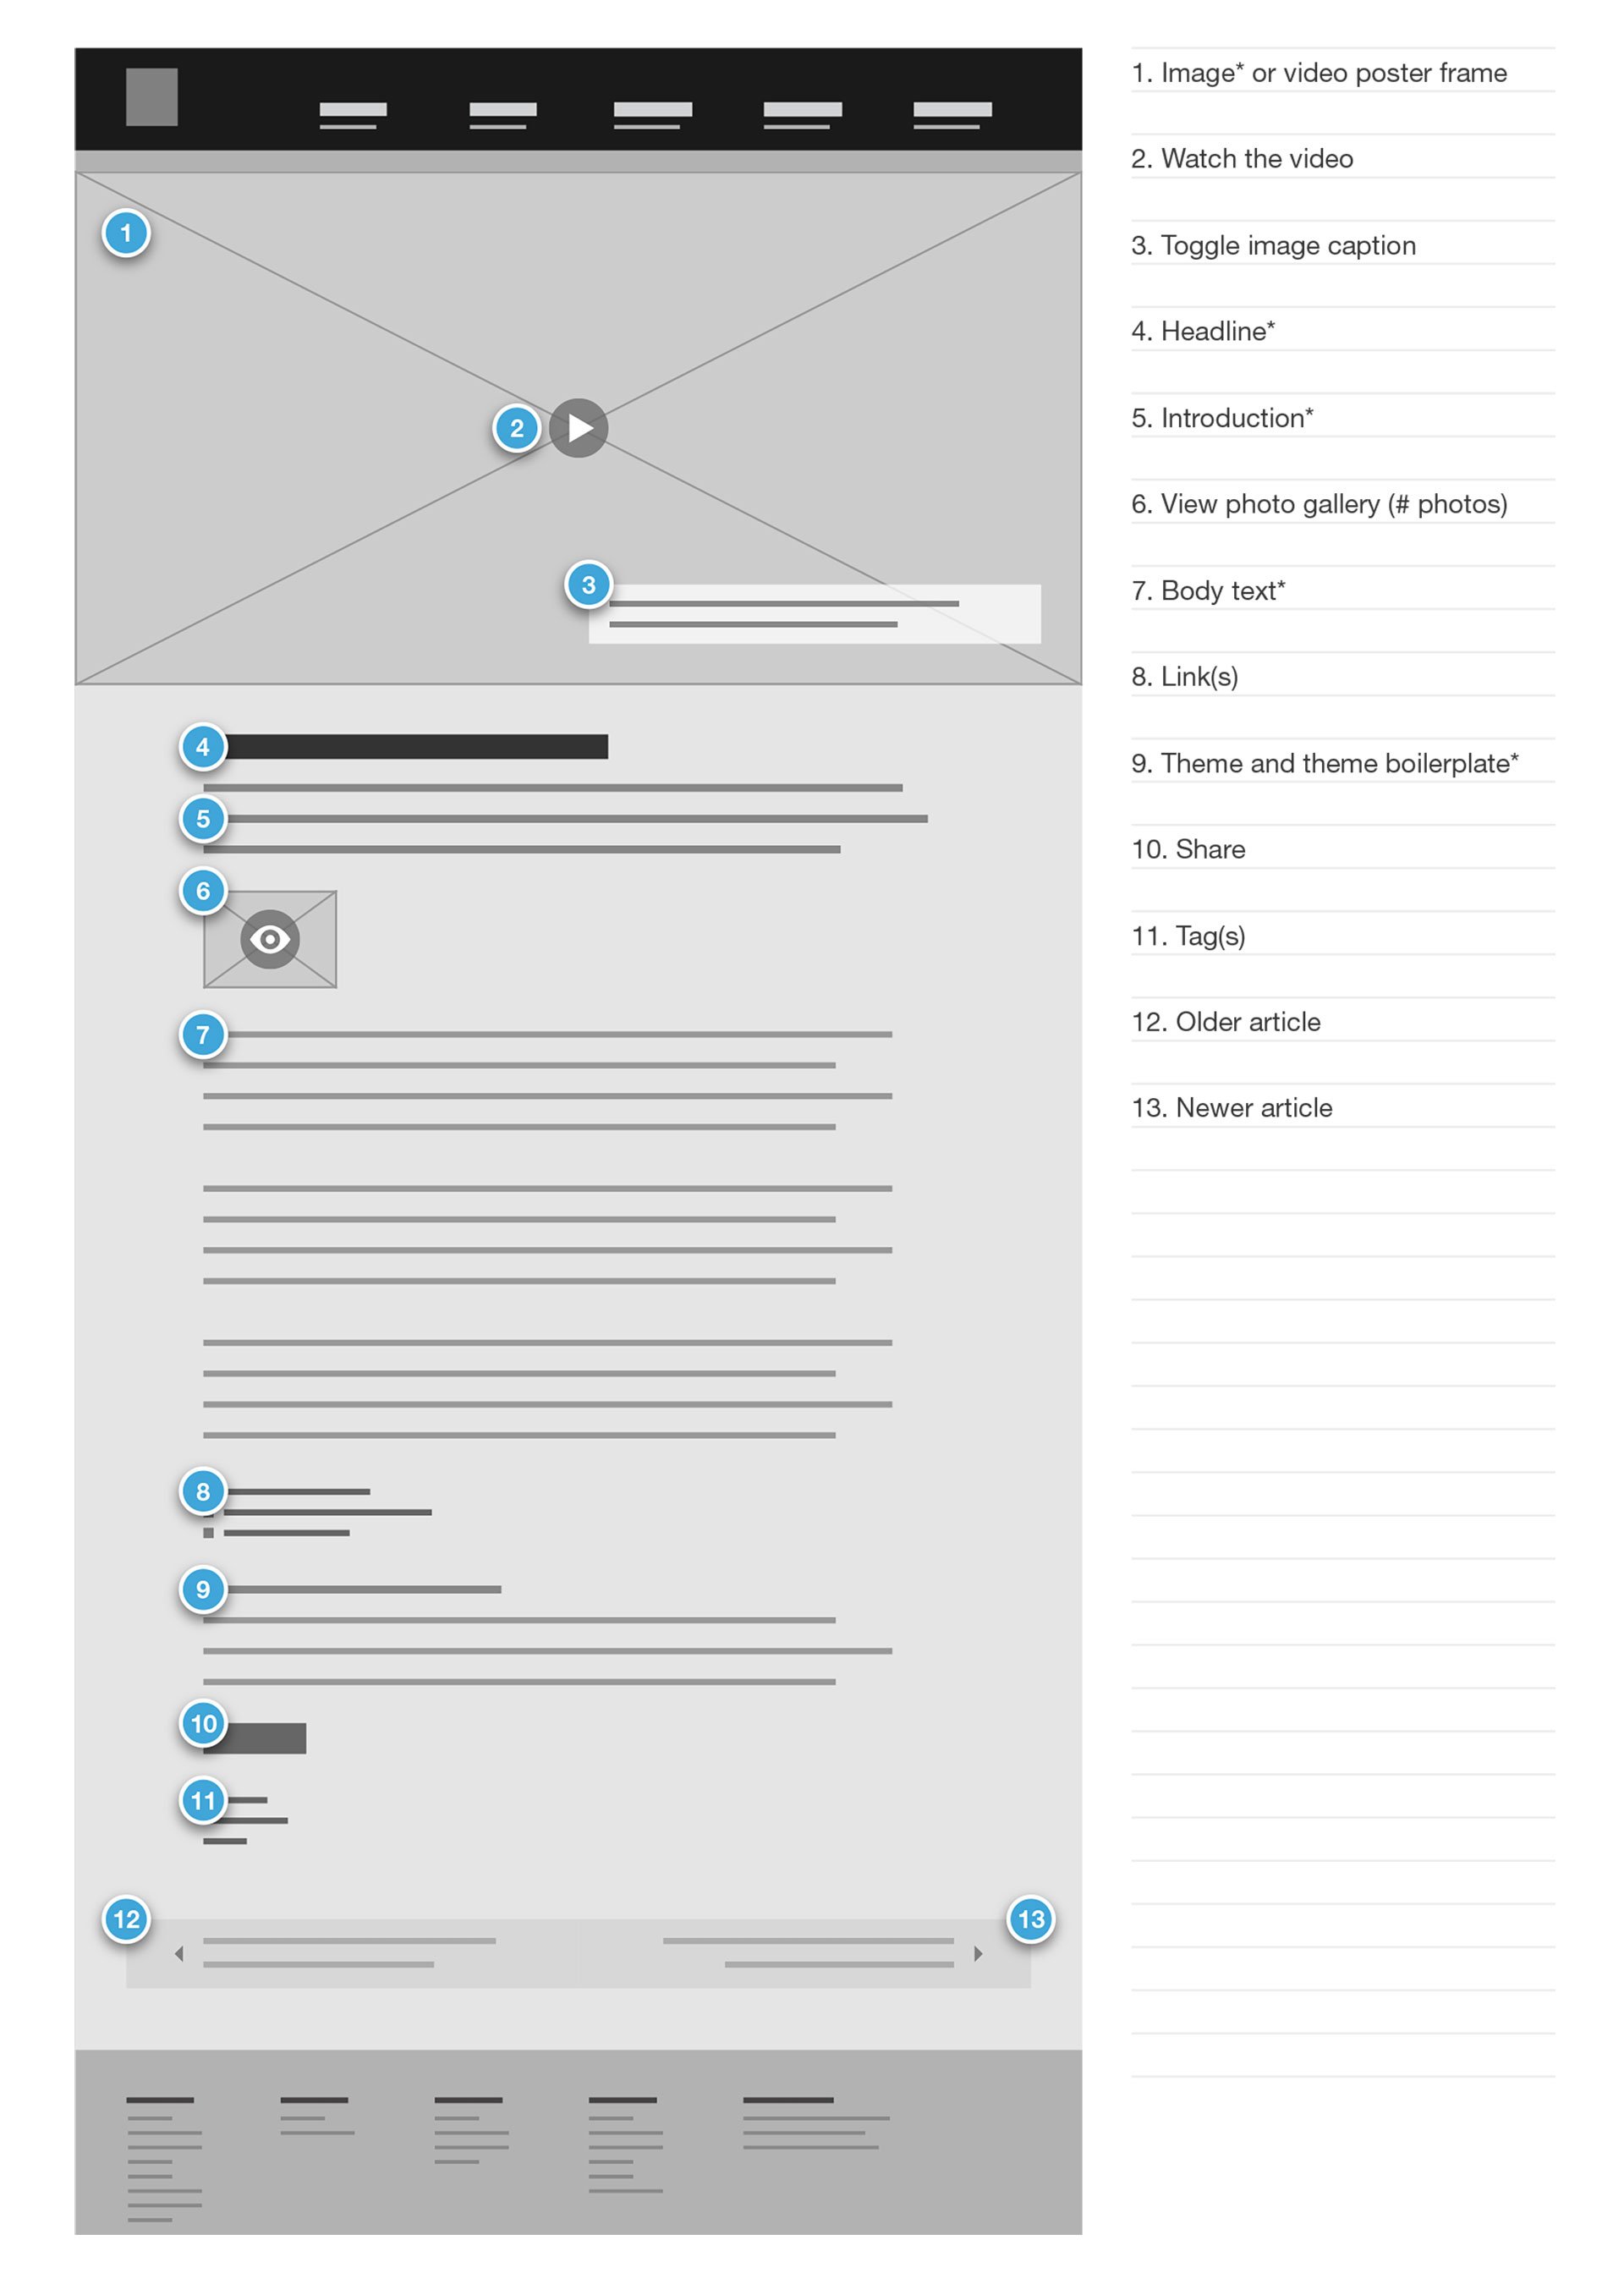 1. Image* or video poster frame
2. Watch the video
3. Toggle image caption
4. Headline*
5. Introduction*
6. View photo gallery (# photos)
7. Body text*
8. Link(s)
9. Theme and theme boilerplate*
10. Share
11. Tag(s)
12. Older article
13. Newer article
1
2
3
4
5
6
7
8
9
10
11
12
13